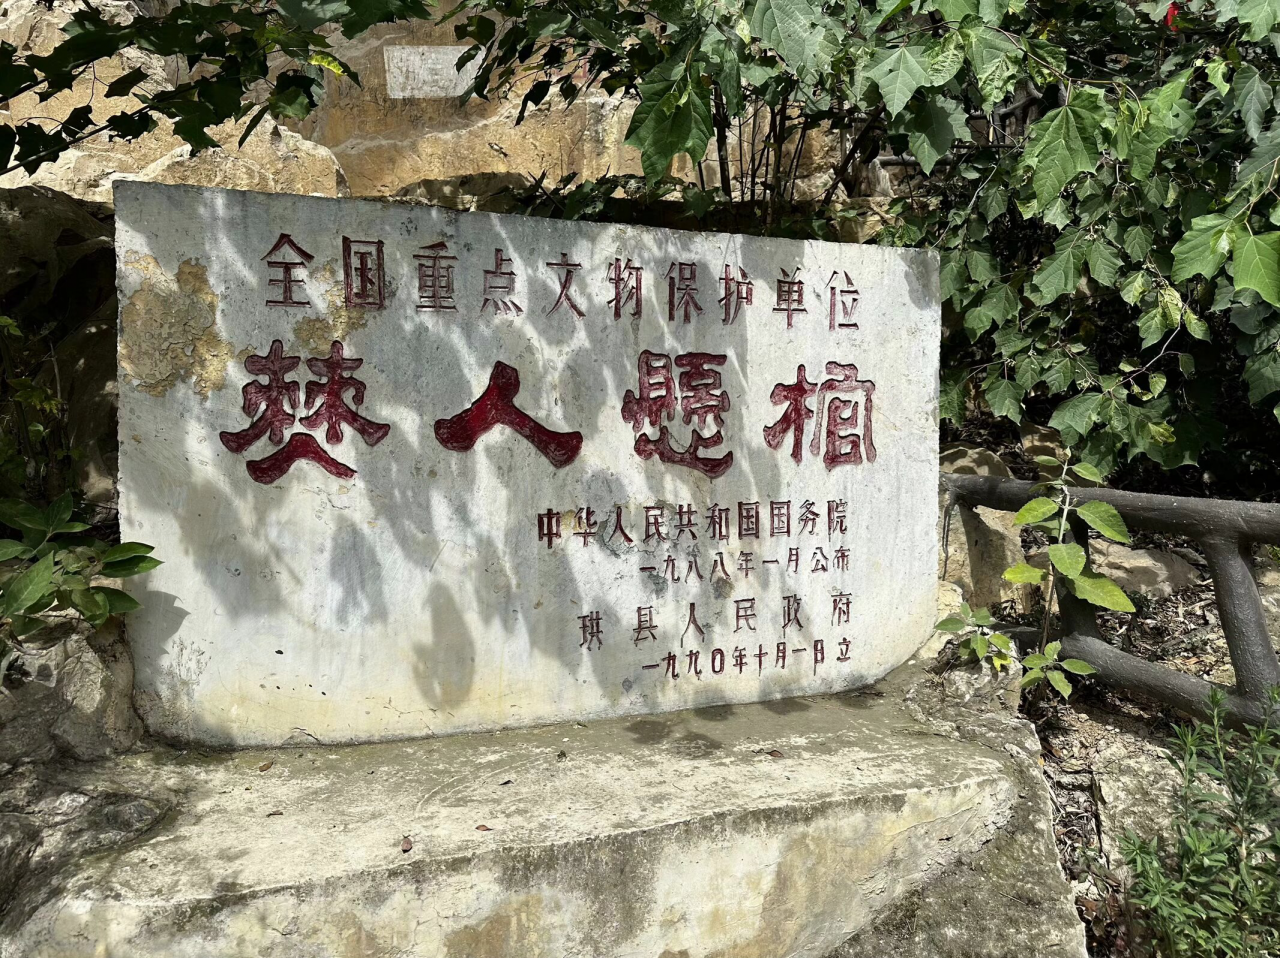 全国重点文物保护单位
僰人懸棺
中华人民共和国国务院
一九八八年一月公布
珙县人民政府
一九九〇年十月一日立